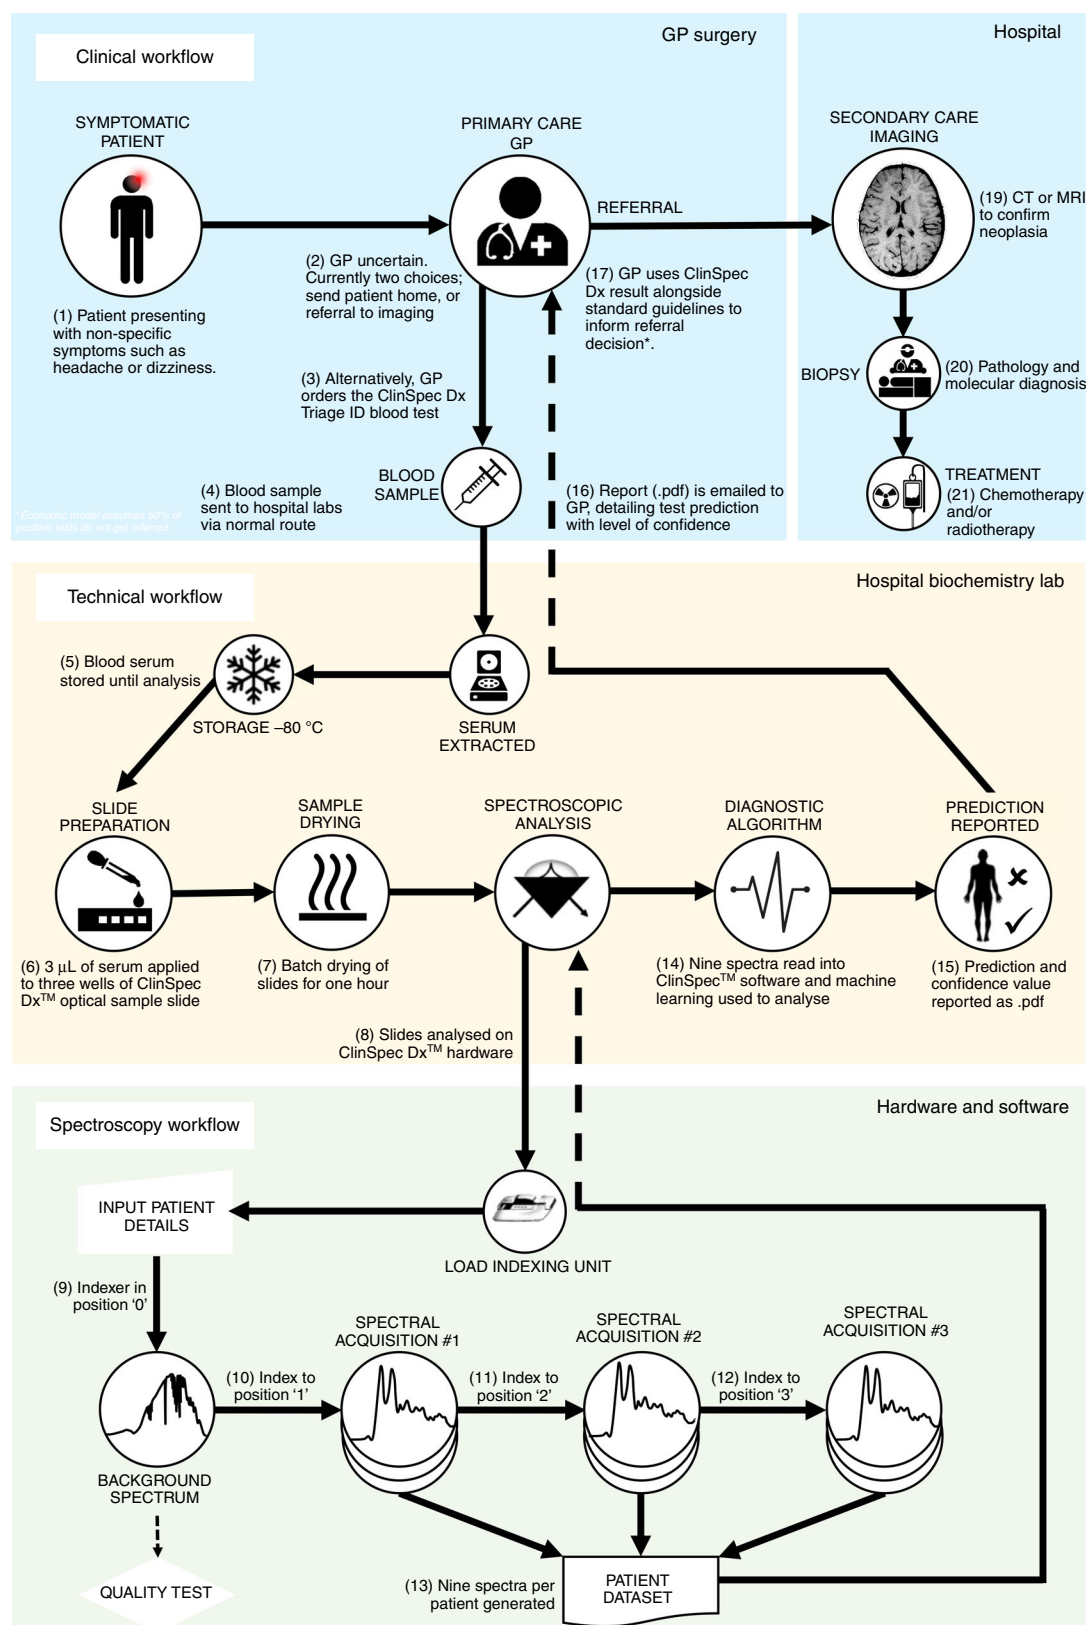 Clinical workflow
GP surgery
Hospital
SYMPTOMATIC
PATIENT
PRIMARY CARE
GP
SECONDARY CARE
IMAGING
REFERRAL
(19) CT or MRI
to confirm
neoplasia
(2) GP uncertain.
Currently two choices;
send patient home, or
referral to imaging
(17) GP uses ClinSpec
Dx result alongside
standard guidelines to
inform referral
decision*.
(1) Patient presenting
with non-specific
symptoms such as
headache or dizziness.
(3) Alternatively, GP
orders the ClinSpec Dx
Triage ID blood test
BIOPSY
(20) Pathology and
molecular diagnosis
BLOOD
SAMPLE
(4) Blood sample
sent to hospital labs
via normal route
(16) Report (.pdf) is emailed to
GP, detailing test prediction
with level of confidence
TREATMENT
(21) Chemotherapy
and/or
radiotherapy
*Economic model assumes 50% of
positive tests do not get referred.
Technical workflow
Hospital biochemistry lab
(5) Blood serum
stored until analysis
STORAGE –80 °C
SERUM
EXTRACTED
SLIDE
PREPARATION
SAMPLE
DRYING
SPECTROSCOPIC
ANALYSIS
DIAGNOSTIC
ALGORITHM
PREDICTION
REPORTED
(6) 3 μL of serum applied
to three wells of ClinSpec
Dx™ optical sample slide
(7) Batch drying of
slides for one hour
(14) Nine spectra read into
ClinSpec™ software and machine
learning used to analyse
(15) Prediction and
confidence value
reported as .pdf
(8) Slides analysed on
ClinSpec Dx™ hardware
Spectroscopy workflow
Hardware and software
INPUT PATIENT
DETAILS
LOAD INDEXING UNIT
(9) Indexer in
position ‘0’
SPECTRAL
ACQUISITION #1
SPECTRAL
ACQUISITION #2
SPECTRAL
ACQUISITION #3
(10) Index to
position ‘1’
(11) Index to
position ‘2’
(12) Index to
position ‘3’
BACKGROUND
SPECTRUM
QUALITY TEST
(13) Nine spectra per
patient generated
PATIENT
DATASET